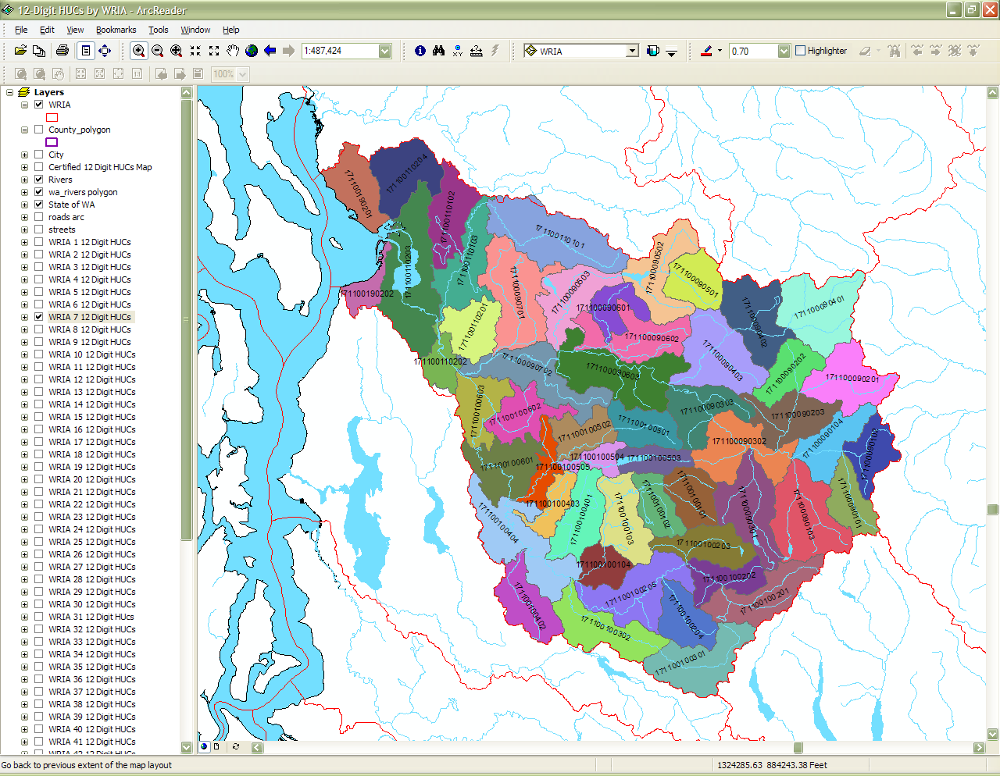 12-Digit HUCs by WRIA - ArcReader
File Edit View Bookmarks Tools Window Help
1:487,424 WRIA 0.70 Highlighter
1:1 100%
Layers
WRIA
County_polygon
City
Certified 12 Digit HUCs Map
Rivers
wa_rivers polygon
State of WA
roads arc
streets
WRIA 1 12 Digit HUCs
WRIA 2 12 Digit HUCs
WRIA 3 12 Digit HUCs
WRIA 4 12 Digit HUCs
WRIA 5 12 Digit HUCs
WRIA 6 12 Digit HUCs
WRIA 7 12 Digit HUCs
WRIA 8 12 Digit HUCs
WRIA 9 12 Digit HUCs
WRIA 10 12 Digit HUCs
WRIA 11 12 Digit HUCs
WRIA 12 12 Digit HUCs
WRIA 13 12 Digit HUCs
WRIA 14 12 Digit HUCs
WRIA 15 12 Digit HUCs
WRIA 16 12 Digit HUCs
WRIA 17 12 Digit HUCs
WRIA 18 12 Digit HUCs
WRIA 19 12 Digit HUCs
WRIA 20 12 Digit HUCs
WRIA 21 12 Digit HUCs
WRIA 22 12 Digit HUCs
WRIA 23 12 Digit HUCs
WRIA 24 12 Digit HUCs
WRIA 25 12 Digit HUCs
WRIA 26 12 Digit HUCs
WRIA 27 12 Digit HUCs
WRIA 28 12 Digit HUCs
WRIA 29 12 Digit HUCs
WRIA 30 12 Digit HUCs
WRIA 31 12 Digit HUcs
WRIA 32 12 Digit HUCs
WRIA 33 12 Digit HUCs
WRIA 34 12 Digit HUCs
WRIA 35 12 Digit HUCs
WRIA 36 12 Digit HUCs
WRIA 37 12 Digit HUCs
WRIA 38 12 Digit HUCs
WRIA 39 12 Digit HUCs
WRIA 40 12 Digit HUCs
WRIA 41 12 Digit HUCs
171100190201
171100110204
171100110102
171100110103
171100110101
171100110203
171100190202
171100090502
171100090501
171100090503
171100090701
171100090601
171100090602
171100090402
171100090401
171100110201
171100110202
171100090702
171100090603
171100090403
171100090202
171100090201
171100100603
171100100602
171100090303
171100090203
171100100502
171100100501
171100090302
171100090104
171100090102
171100100504
171100100503
171100100601
171100100505
171100100403
171100100404
171100100401
171100100103
171100100102
171100100101
171100090301
171100090103
171100090101
171100100203
171100100104
171100100202
171100100201
171100100205
171100100204
171100100402
171100100302
171100100301
Go back to previous extent of the map layout
1324285.63 884243.38 Feet